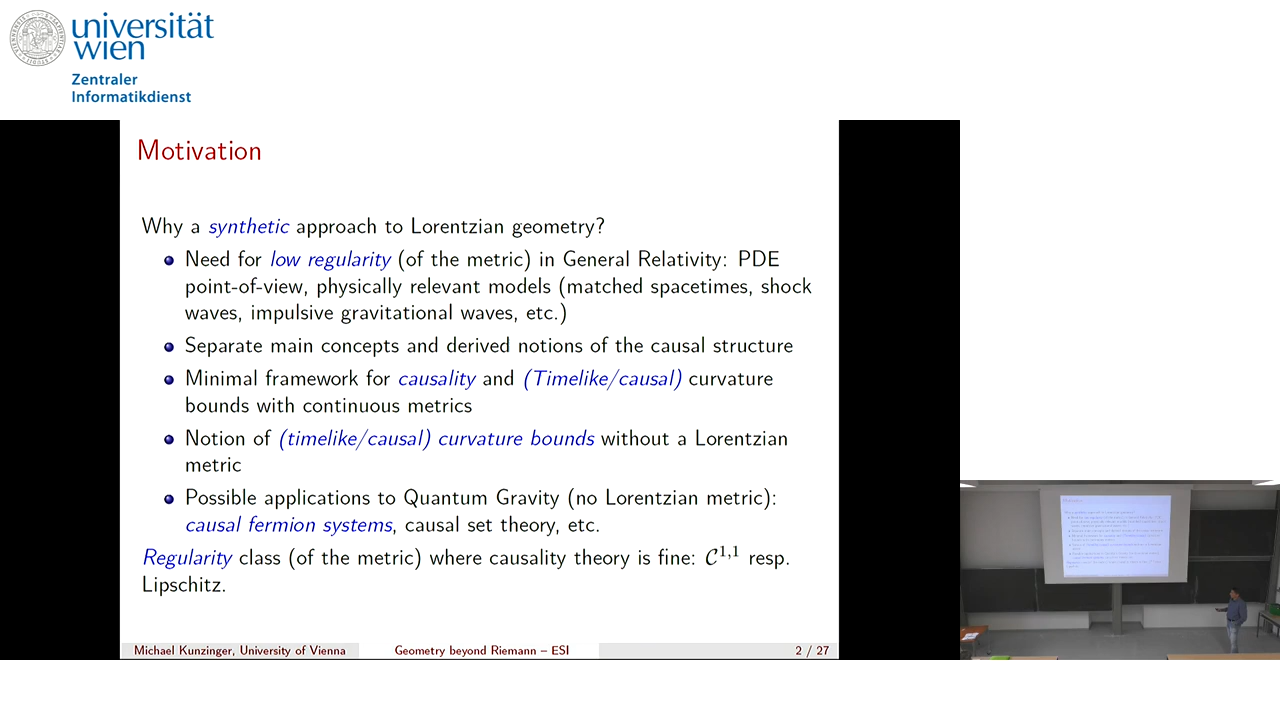 universität
wien
Zentraler
Informatikdienst
Motivation
Why a synthetic approach to Lorentzian geometry?
Need for low regularity (of the metric) in General Relativity: PDE
point-of-view, physically relevant models (matched spacetimes, shock
waves, impulsive gravitational waves, etc.)
Separate main concepts and derived notions of the causal structure
Minimal framework for causality and (Timelike/causal) curvature
bounds with continuous metrics
Notion of (timelike/causal) curvature bounds without a Lorentzian
metric
Possible applications to Quantum Gravity (no Lorentzian metric):
causal fermion systems, causal set theory, etc.
Regularity class (of the metric) where causality theory is fine: 𝒞¹,¹ resp.
Lipschitz.
Michael Kunzinger, University of Vienna Geometry beyond Riemann – ESI 2 / 27